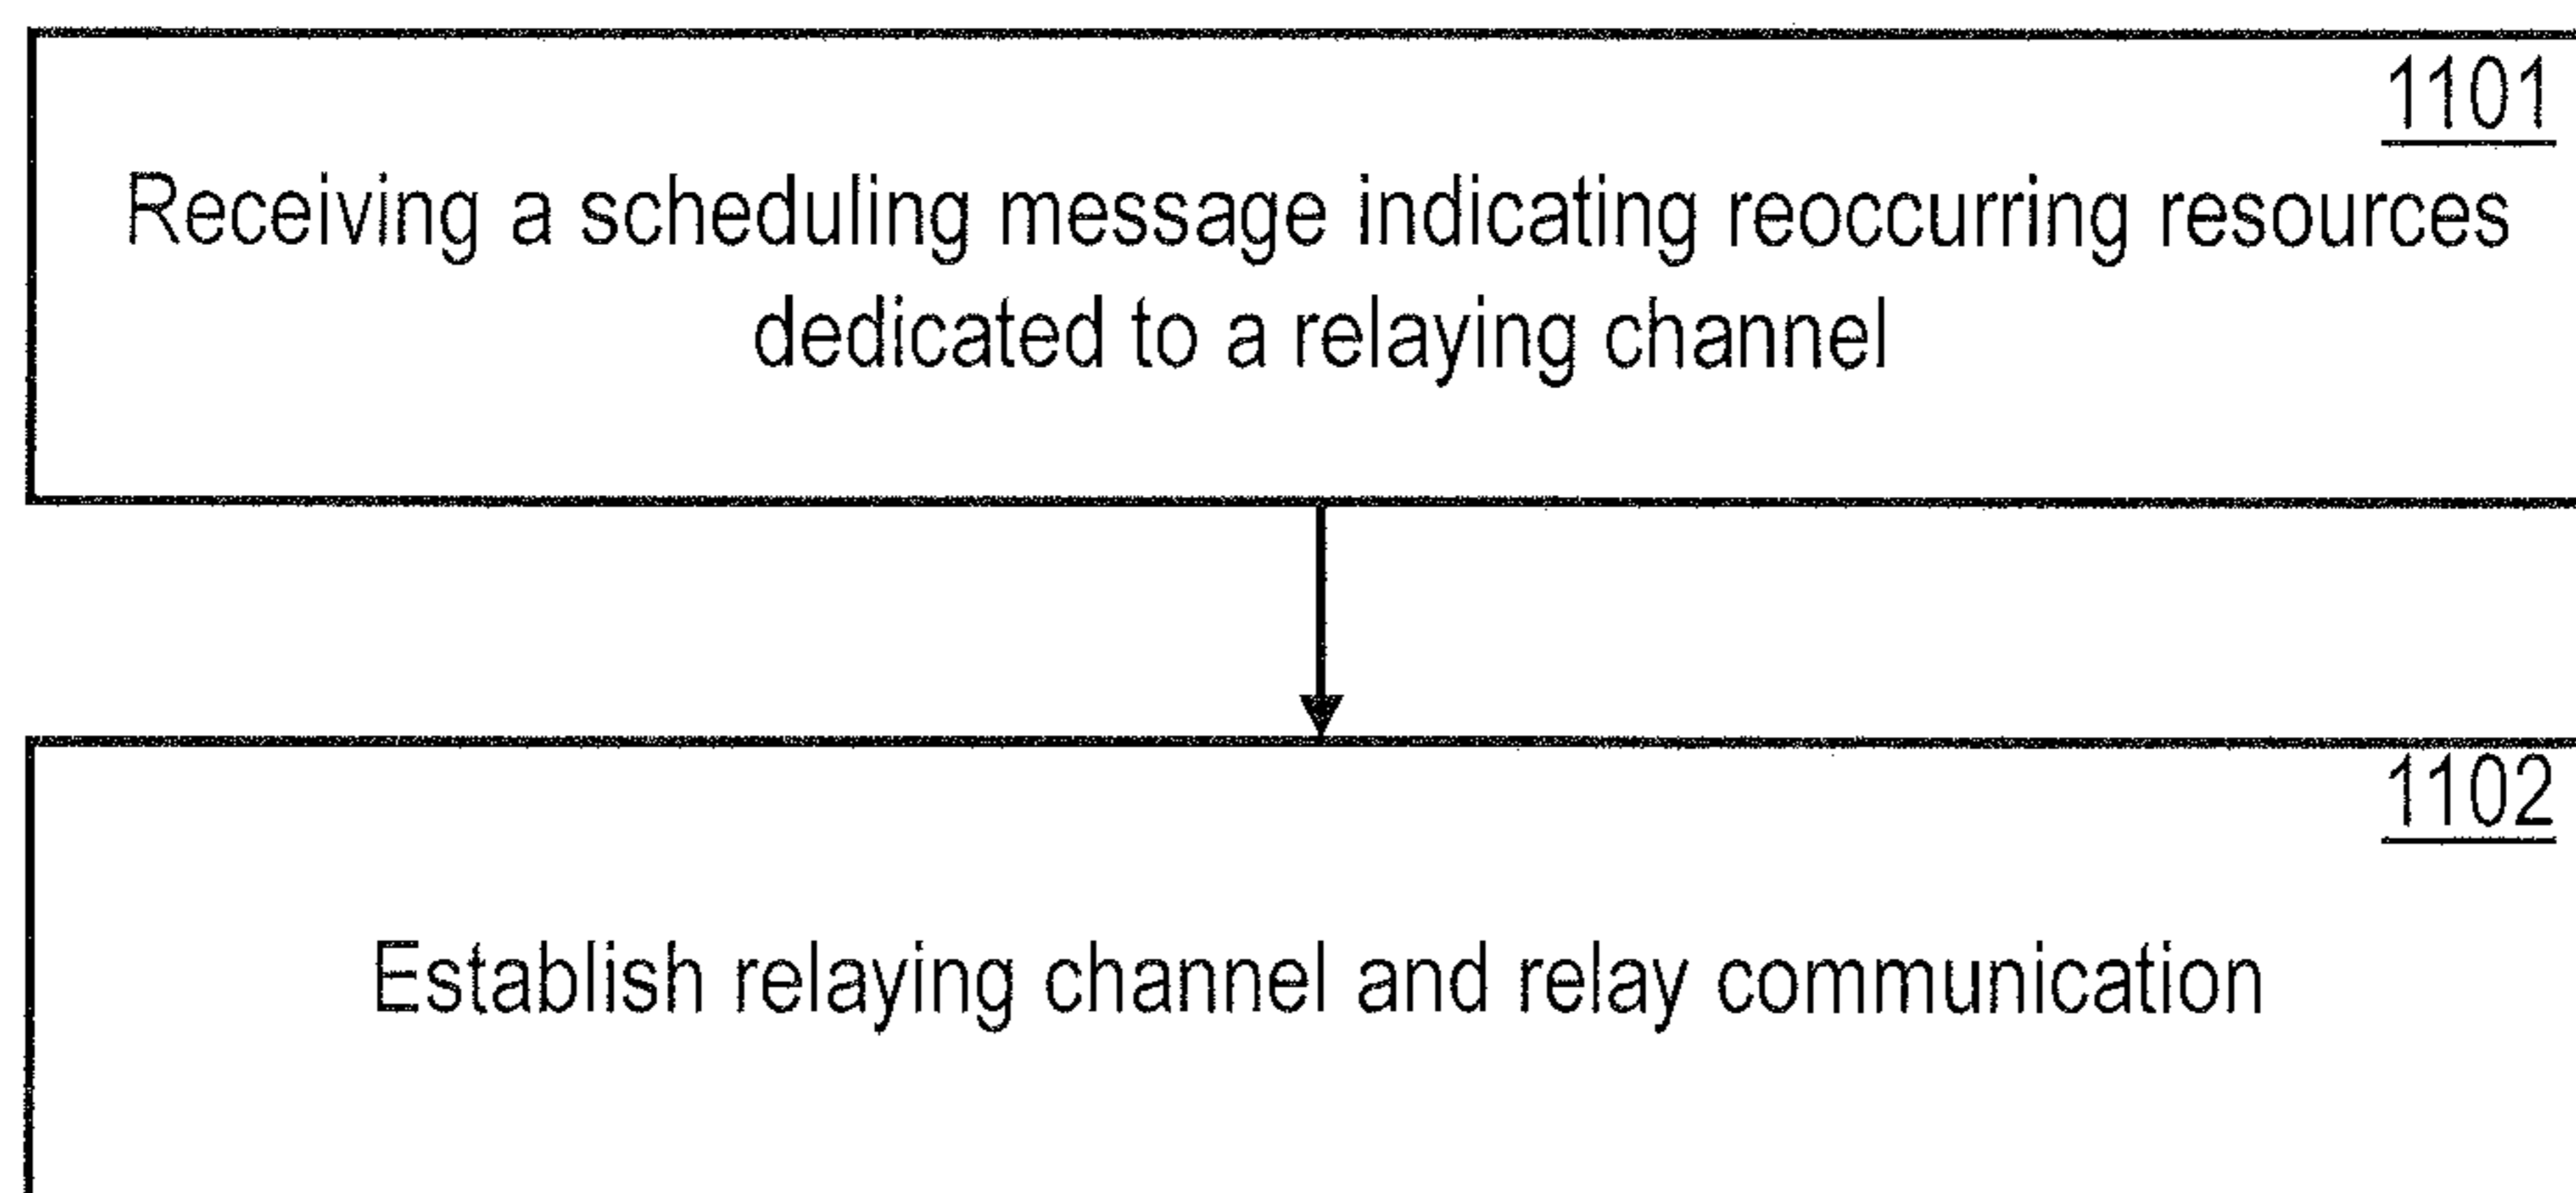 1101
Receiving a scheduling message indicating reoccurring resources
dedicated to a relaying channel
1102
Establish relaying channel and relay communication